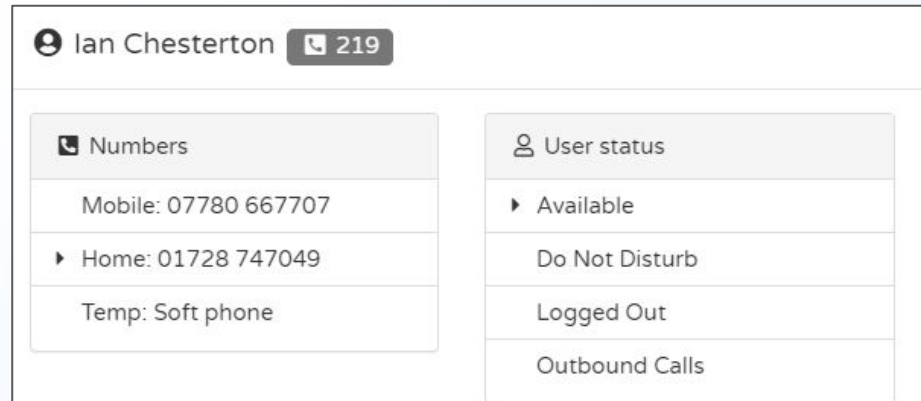 Ian Chesterton 219
Numbers
Mobile: 07780 667707
Home: 01728 747049
Temp: Soft phone
User status
Available
Do Not Disturb
Logged Out
Outbound Calls